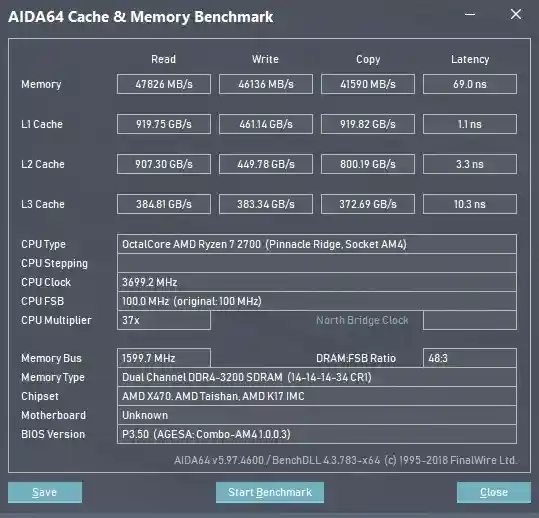 AIDA64 Cache & Memory Benchmark
Read Write Copy Latency
Memory 47826 MB/s 46136 MB/s 41590 MB/s 69.0 ns
L1 Cache 919.75 GB/s 461.14 GB/s 919.82 GB/s 1.1 ns
L2 Cache 907.30 GB/s 449.78 GB/s 800.19 GB/s 3.3 ns
L3 Cache 384.81 GB/s 383.34 GB/s 372.69 GB/s 10.3 ns
CPU Type OctalCore AMD Ryzen 7 2700 (Pinnacle Ridge, Socket AM4)
CPU Stepping
CPU Clock 3699.2 MHz
CPU FSB 100.0 MHz (original: 100 MHz)
CPU Multiplier 37x North Bridge Clock
Memory Bus 1599.7 MHz DRAM:FSB Ratio 48:3
Memory Type Dual Channel DDR4-3200 SDRAM (14-14-14-34 CR1)
Chipset AMD X470, AMD Taishan, AMD K17 IMC
Motherboard Unknown
BIOS Version P3.50 (AGESA: Combo-AM4 1.0.0.3)
AIDA64 v5.97.4600 / BenchDLL 4.3.783-x64 (c) 1995-2018 FinalWire Ltd.
Save Start Benchmark Close